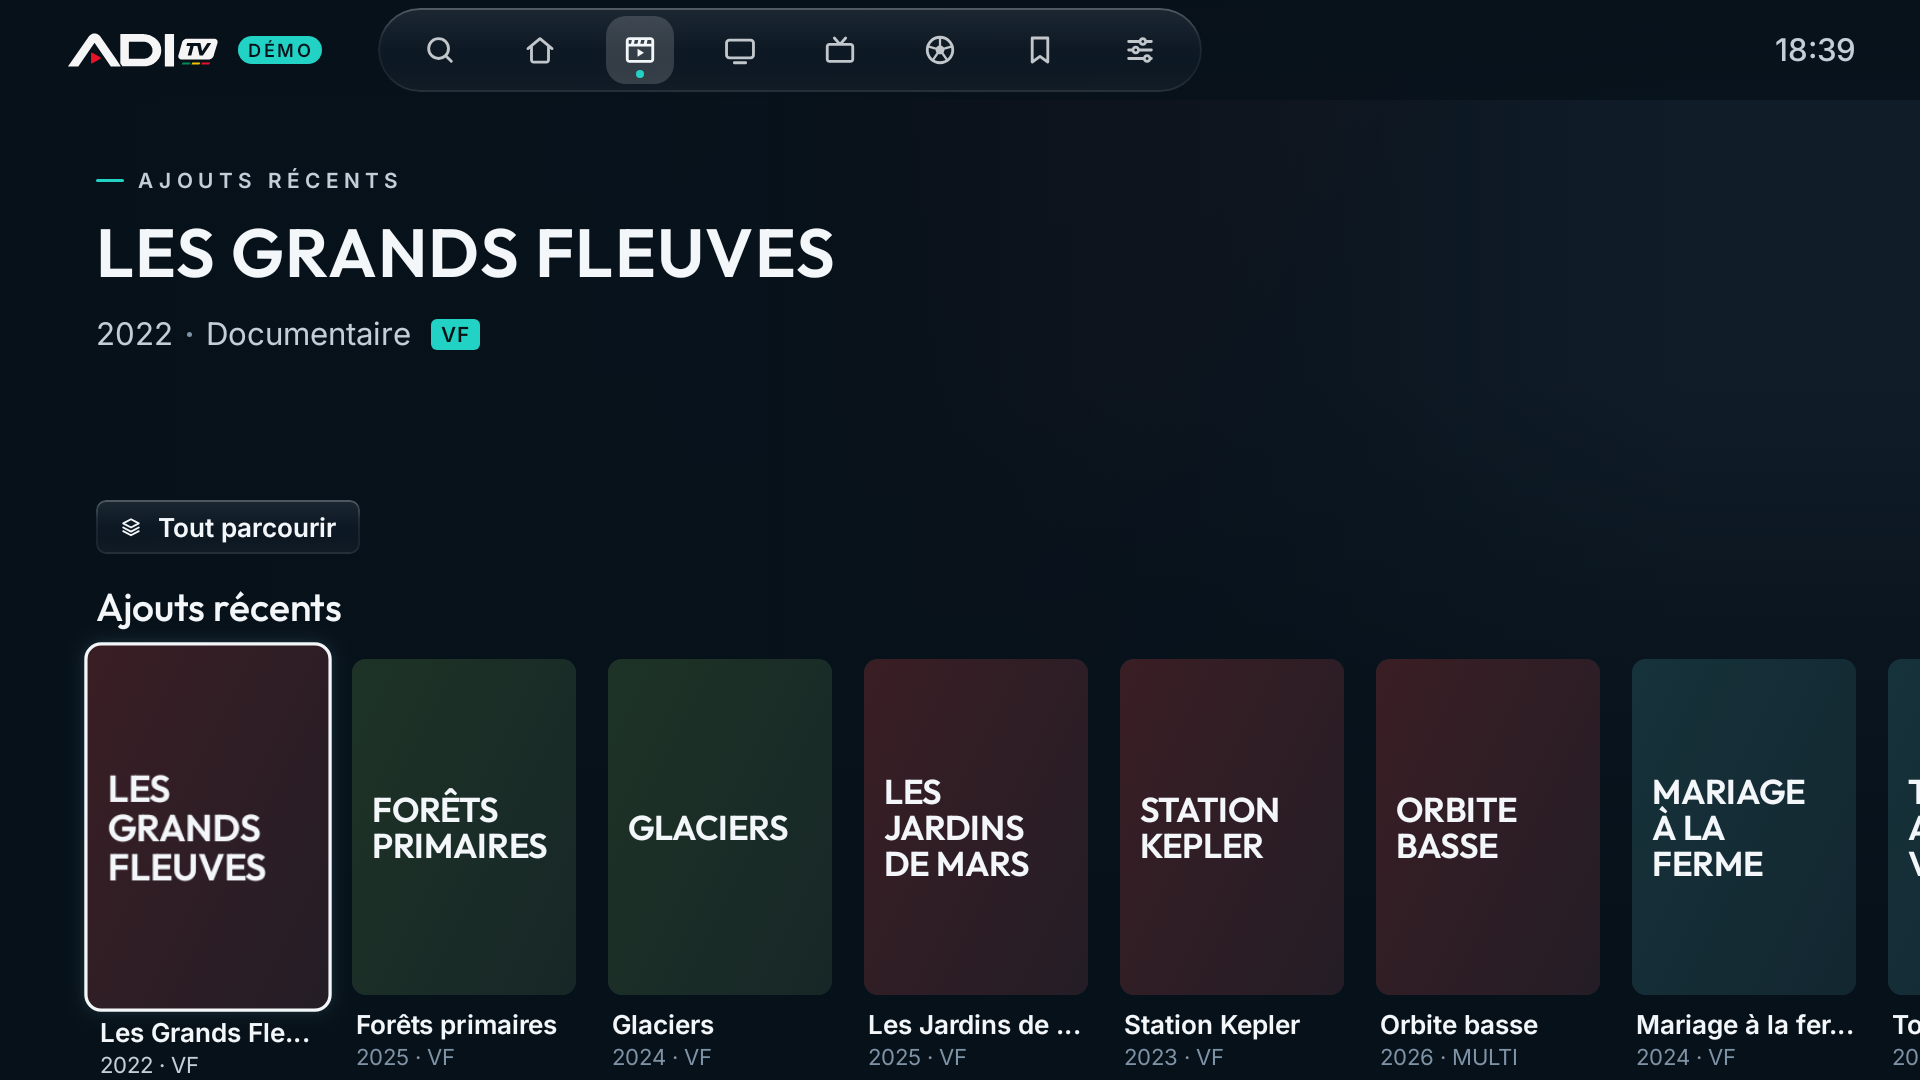 ADI TV DÉMO
18:39
AJOUTS RÉCENTS
LES GRANDS FLEUVES
2022 · Documentaire VF
Tout parcourir
Ajouts récents
LES
GRANDS
FLEUVES
FORÊTS
PRIMAIRES
GLACIERS
LES
JARDINS
DE MARS
STATION
KEPLER
ORBITE
BASSE
MARIAGE
À LA
FERME
Les Grands Fle...
2022 · VF
Forêts primaires
2025 · VF
Glaciers
2024 · VF
Les Jardins de ...
2025 · VF
Station Kepler
2023 · VF
Orbite basse
2026 · MULTI
Mariage à la fer...
2024 · VF